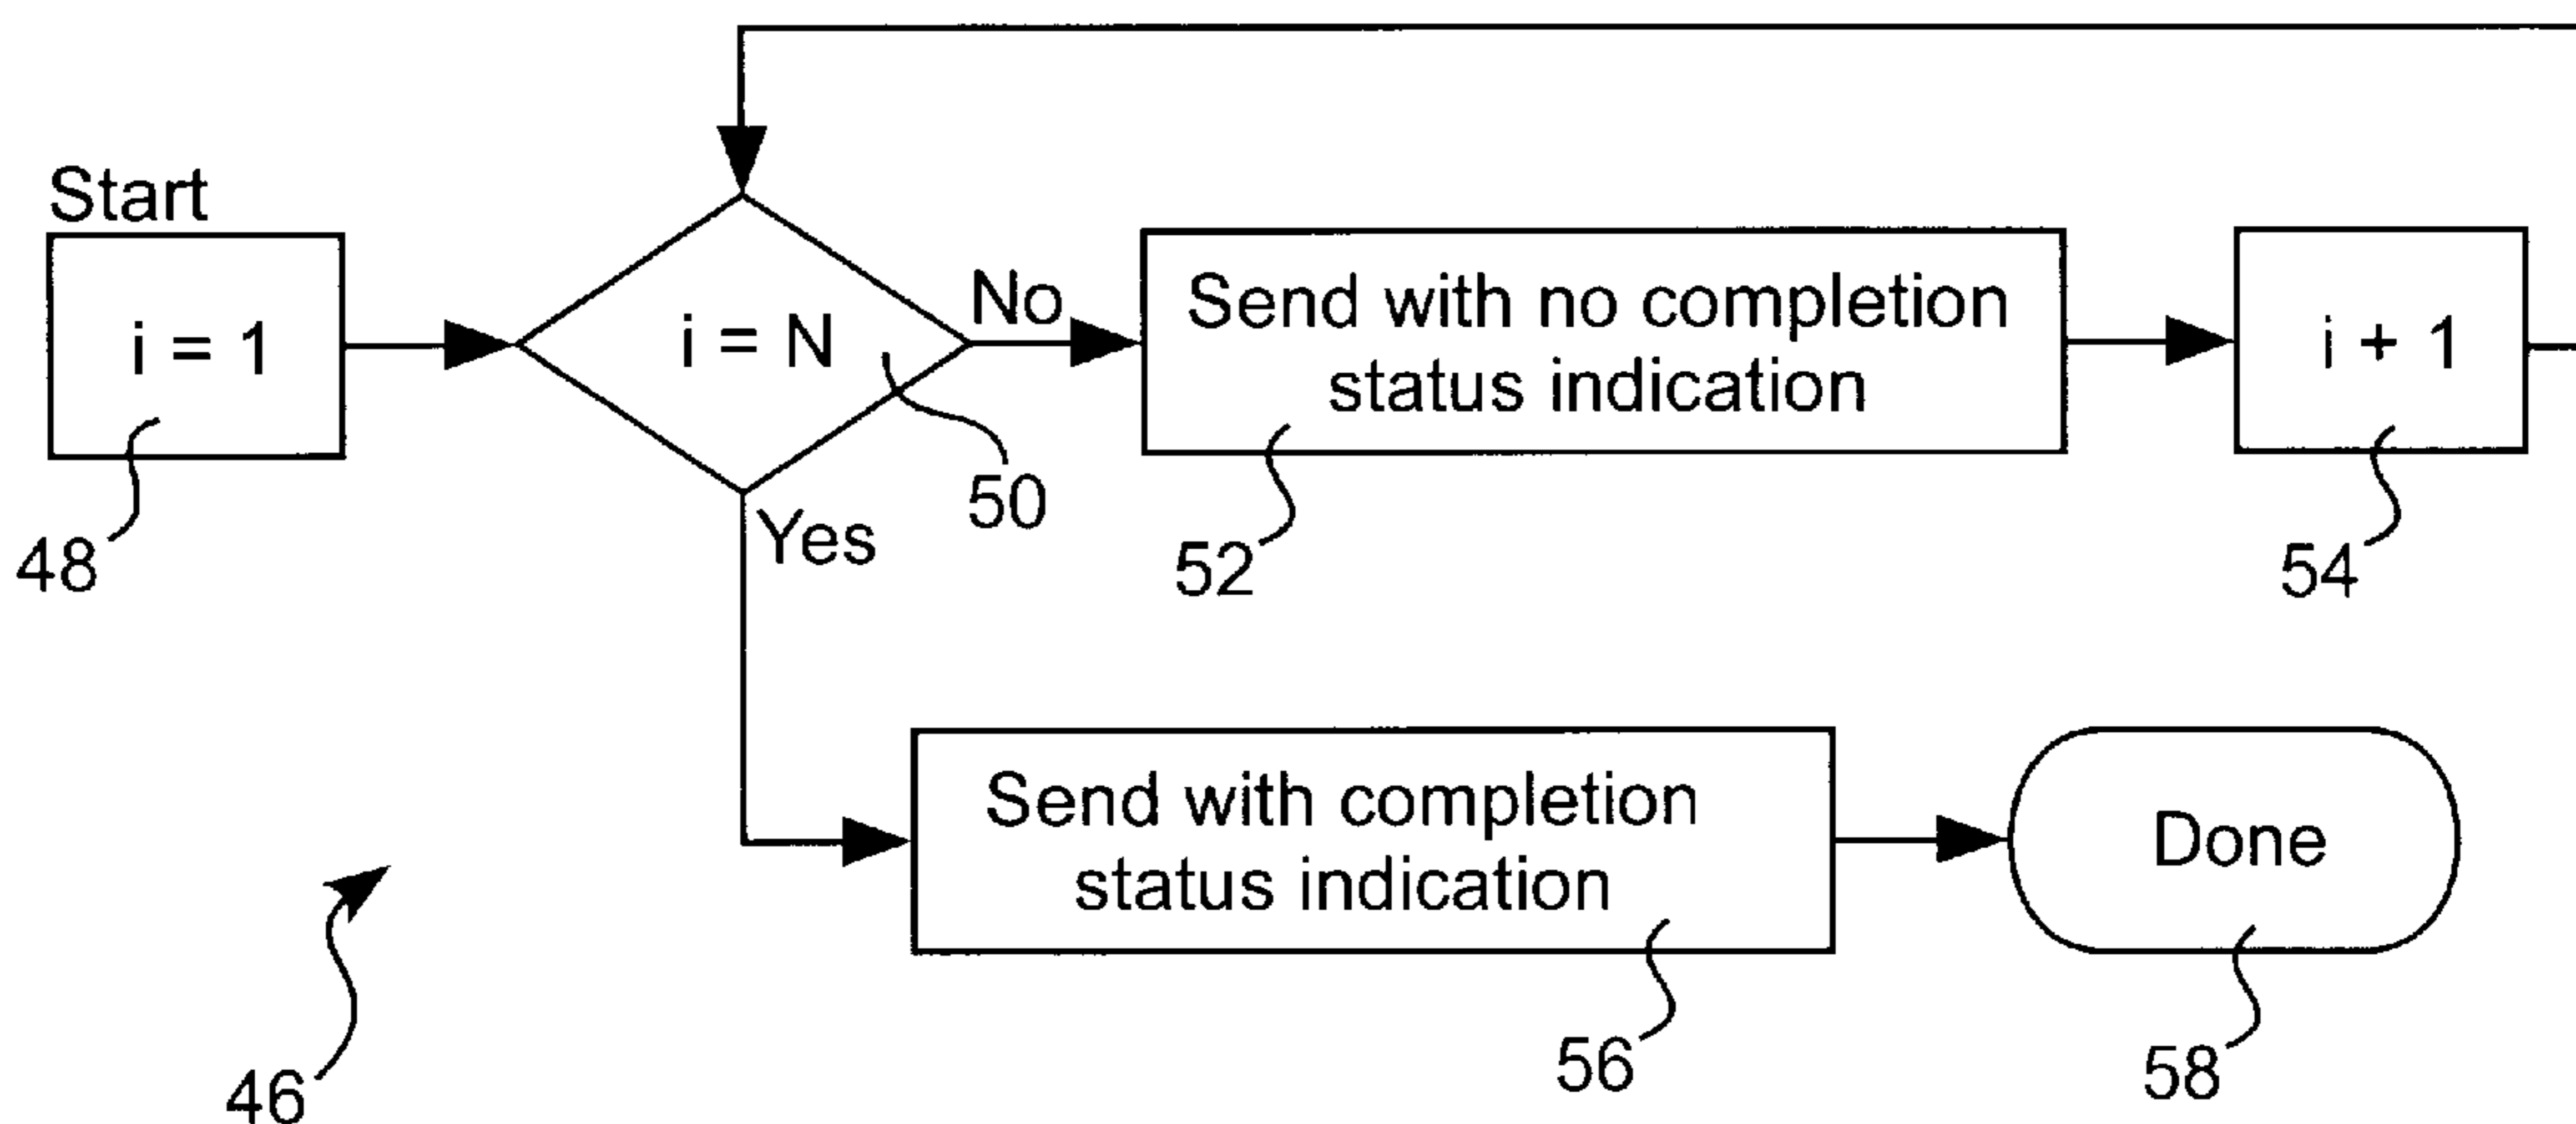 Start
i = 1
i = N
No
Send with no completion
status indication
i + 1
48
50
Yes
52
54
Send with completion
status indication
Done
46
56
58